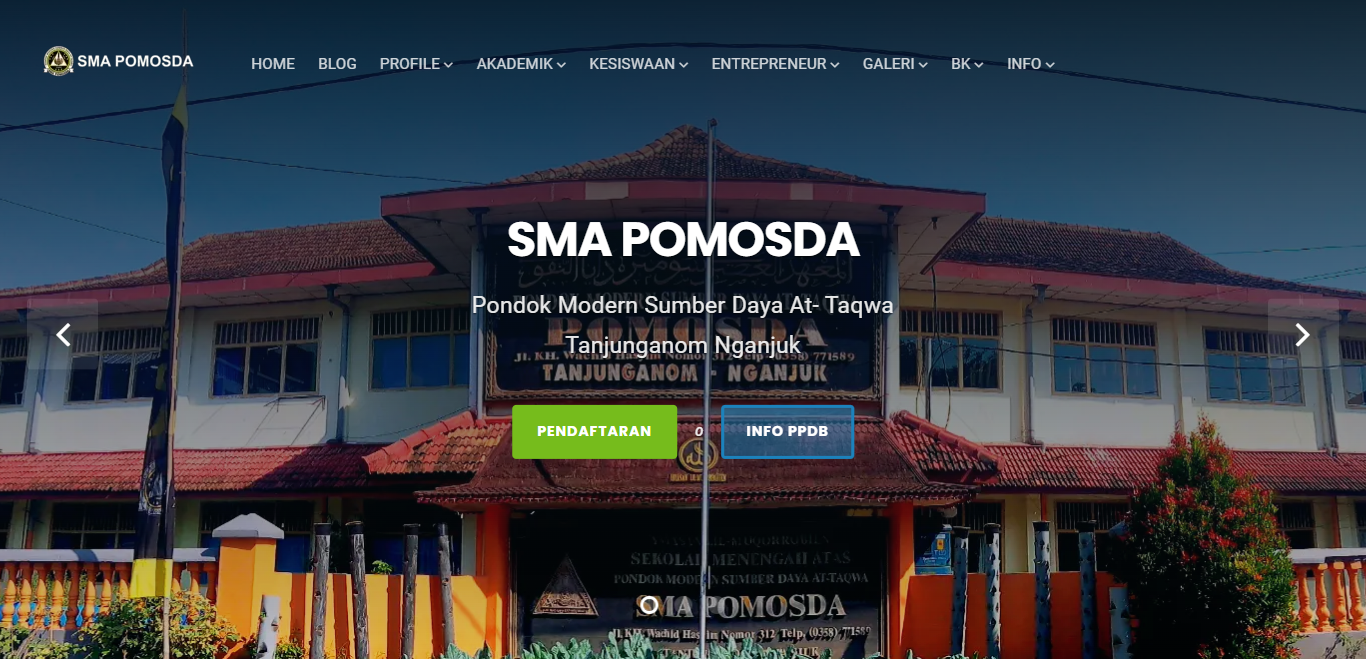 SMA POMOSDA
HOME BLOG PROFILE AKADEMIK KESISWAAN ENTREPRENEUR GALERI BK INFO
SMA POMOSDA
Pondok Modern Sumber Daya At- Taqwa
Tanjunganom Nganjuk
POMOSDA
Jl. KH. Wachid Hasyim Nomor 312 Telp. (0358) 771589
TANJUNGANOM - NGANJUK
PENDAFTARAN o INFO PPDB
SEKOLAH MENENGAH ATAS
PONDOK MODERN SUMBER DAYA AT-TAQWA
SMA POMOSDA
Jl. KH. Wachid Hasyim Nomor 312 Telp. (0358) 771589